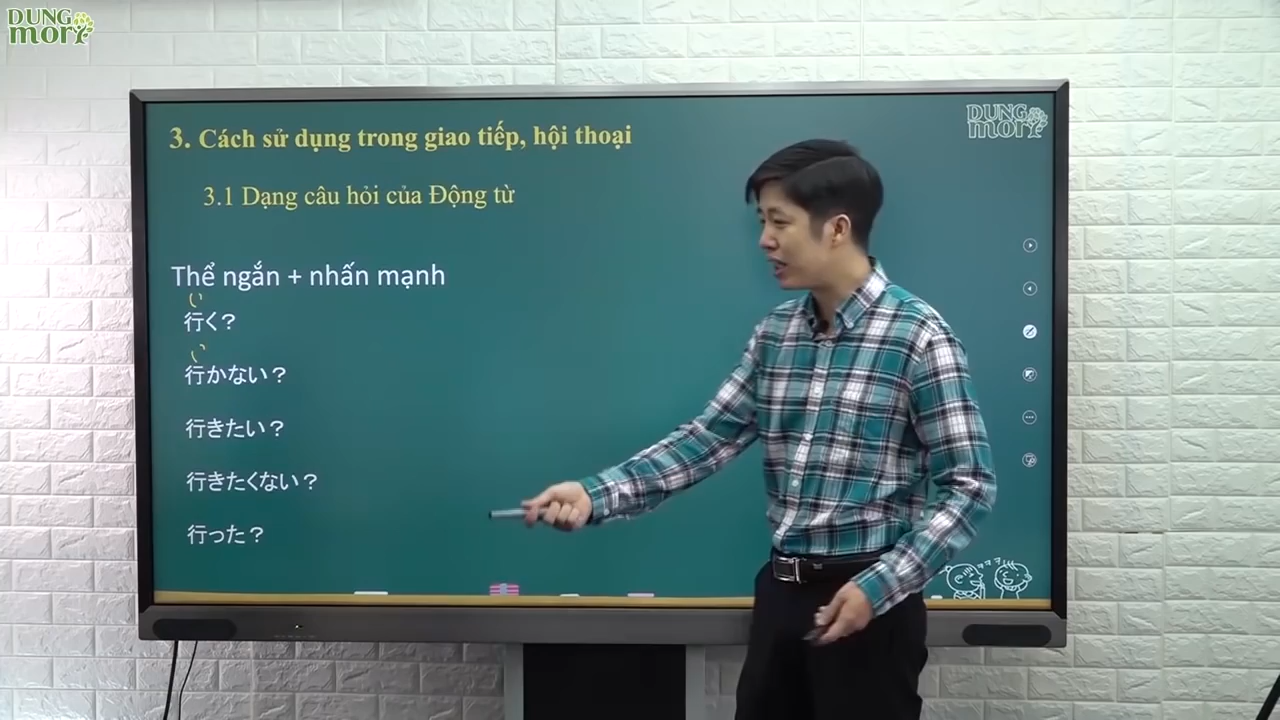 DUNG
mori
DUNG
mori
3. Cách sử dụng trong giao tiếp, hội thoại
3.1 Dạng câu hỏi của Động từ
Thể ngắn + nhấn mạnh
い
行く？
い
行かない？
行きたい？
行きたくない？
行った？